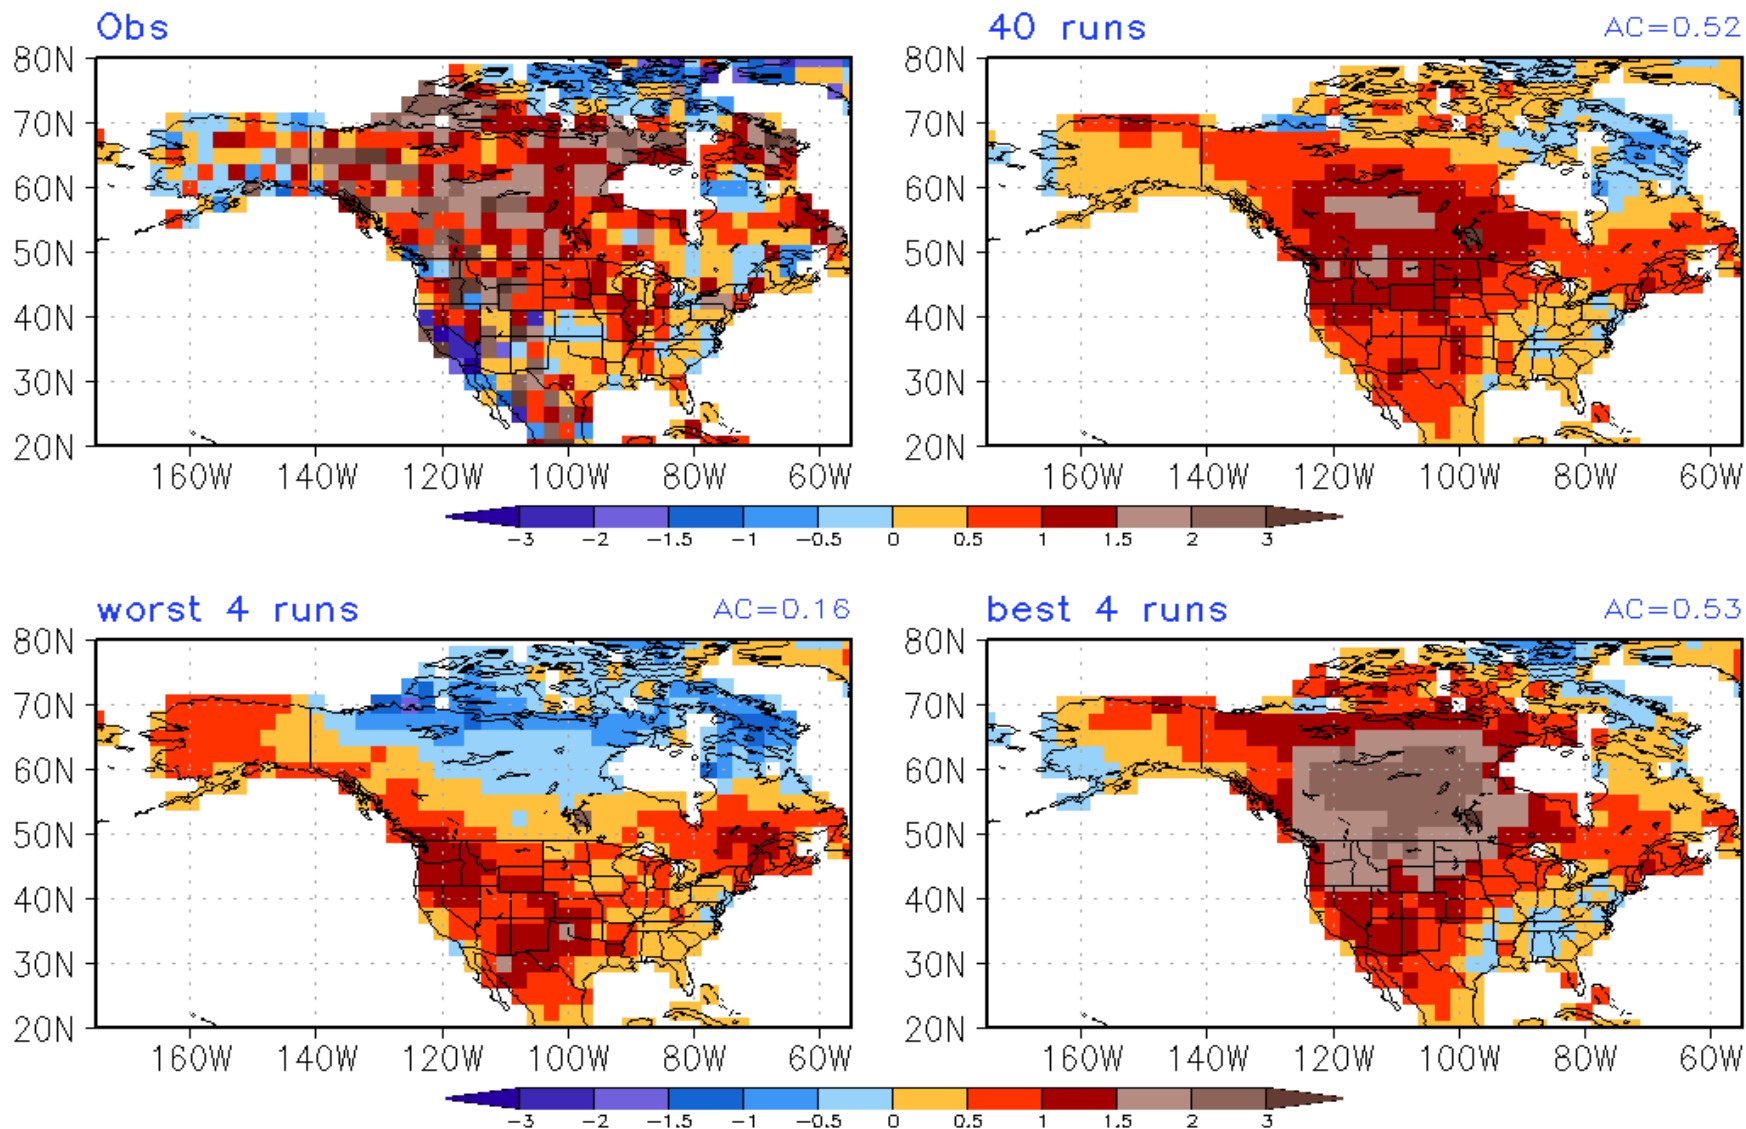 Obs
40 runs AC=0.52
80N 80N
70N 70N
60N 60N
50N 50N
40N 40N
30N 30N
20N 20N
160W 140W 120W 100W 80W 60W 160W 140W 120W 100W 80W 60W
-3 -2 -1.5 -1 -0.5 0 0.5 1 1.5 2 3
worst 4 runs AC=0.16
best 4 runs AC=0.53
80N 80N
70N 70N
60N 60N
50N 50N
40N 40N
30N 30N
20N 20N
160W 140W 120W 100W 80W 60W 160W 140W 120W 100W 80W 60W
-3 -2 -1.5 -1 -0.5 0 0.5 1 1.5 2 3